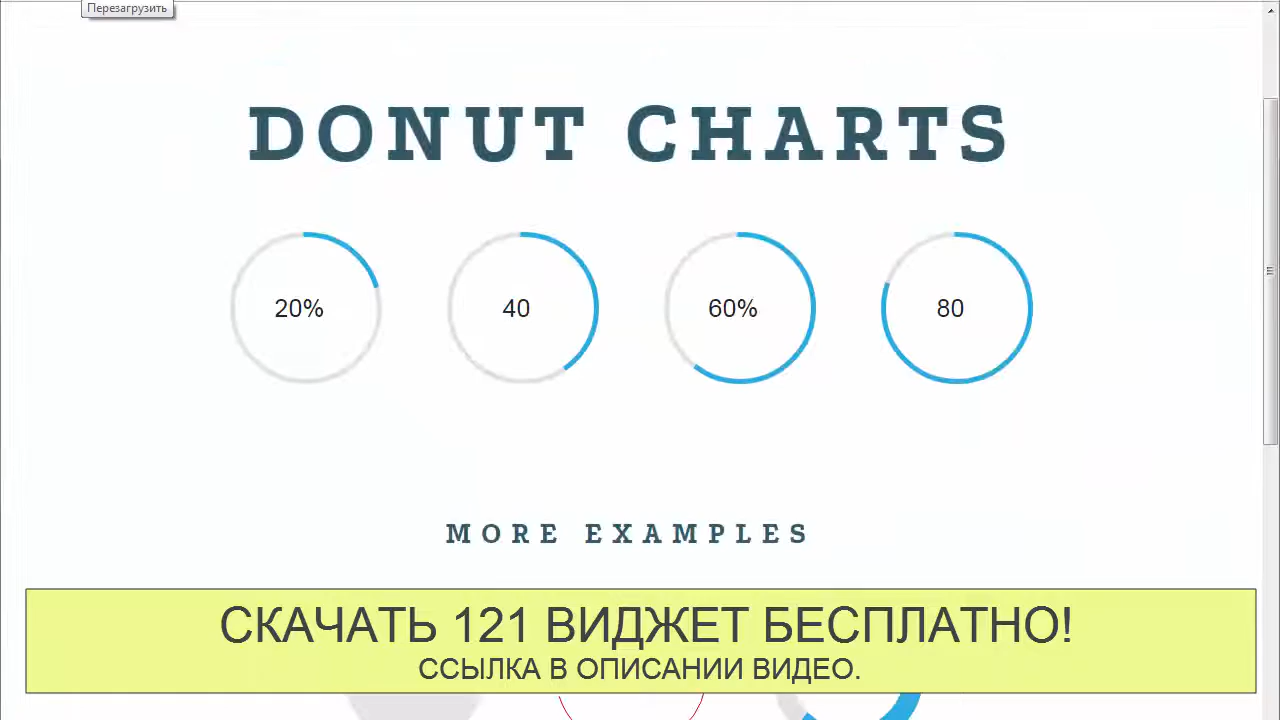 Перезагрузить
DONUT CHARTS
20% 40 60% 80
MORE EXAMPLES
СКАЧАТЬ 121 ВИДЖЕТ БЕСПЛАТНО!
ССЫЛКА В ОПИСАНИИ ВИДЕО.